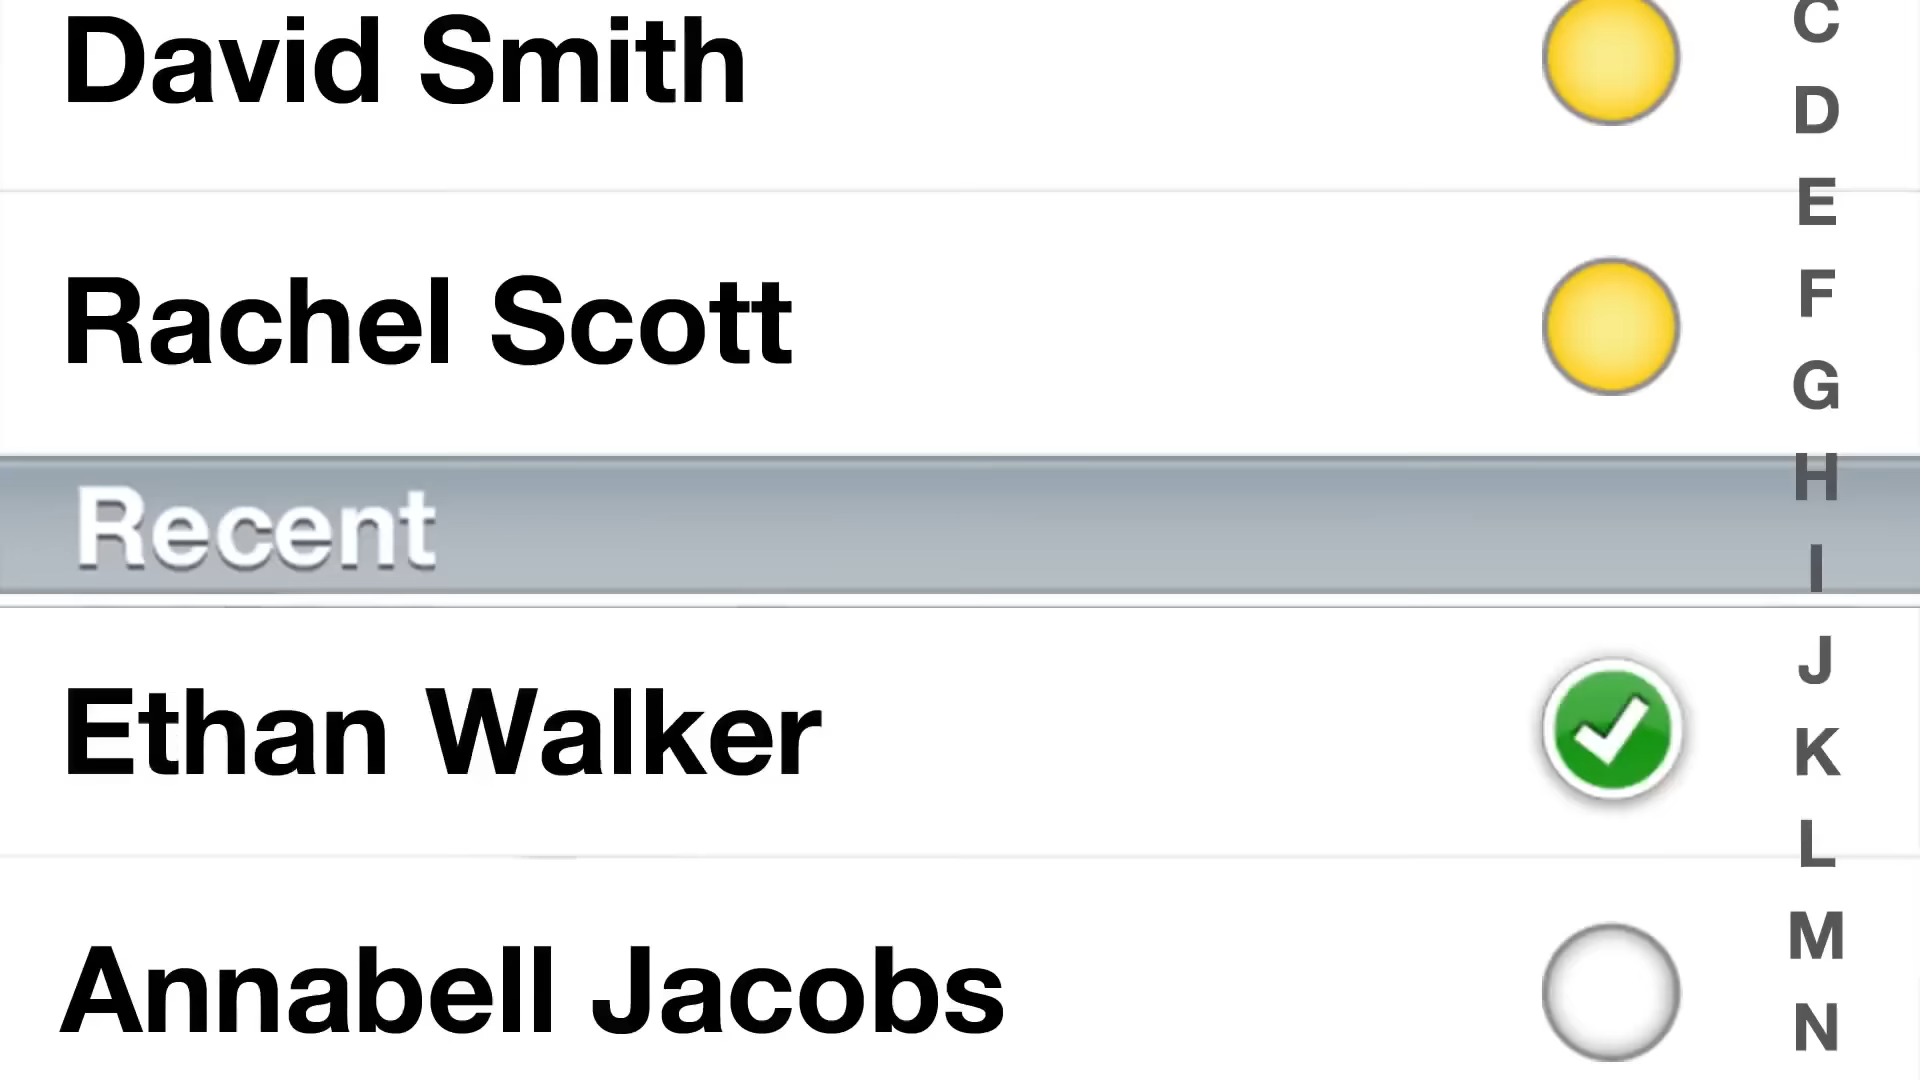 David Smith
Rachel Scott
Recent
Ethan Walker
Annabell Jacobs
C
D
E
F
G
H
I
J
K
L
M
N